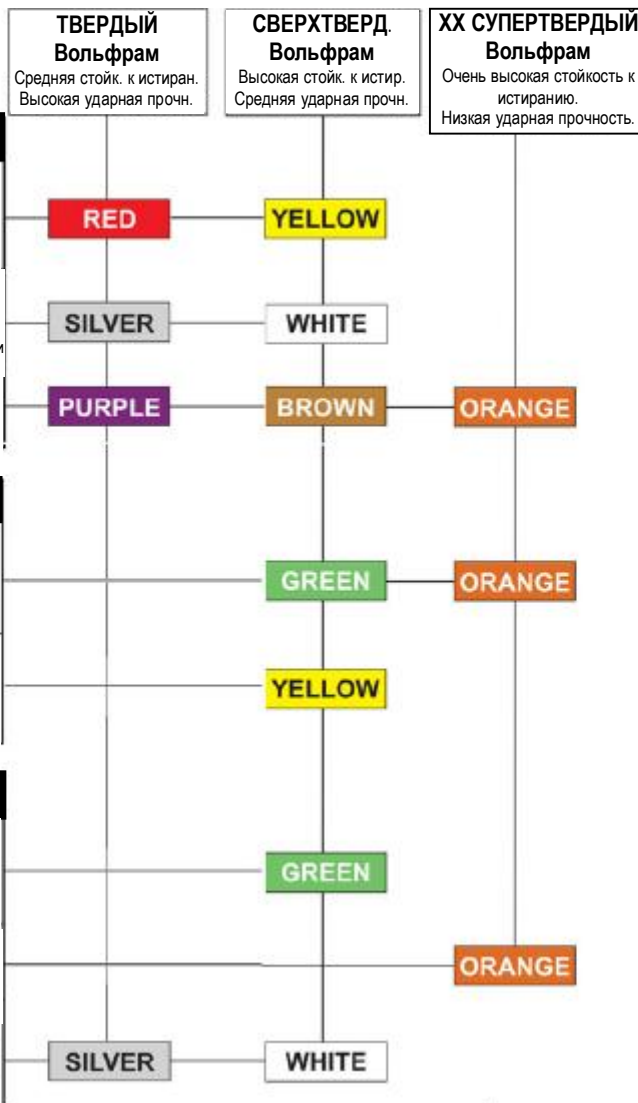 ТВЕРДЫЙ
Вольфрам
Средняя стойк. к истиран.
Высокая ударная прочн.
СВЕРХТВЕРД.
Вольфрам
Высокая стойк. к истир.
Средняя ударная прочн.
ХХ СУПЕРТВЕРДЫЙ
Вольфрам
Очень высокая стойкость к
истиранию.
Низкая ударная прочность.
RED
YELLOW
SILVER
WHITE
и
PURPLE
BROWN
ORANGE
GREEN
ORANGE
YELLOW
GREEN
ORANGE
SILVER
WHITE